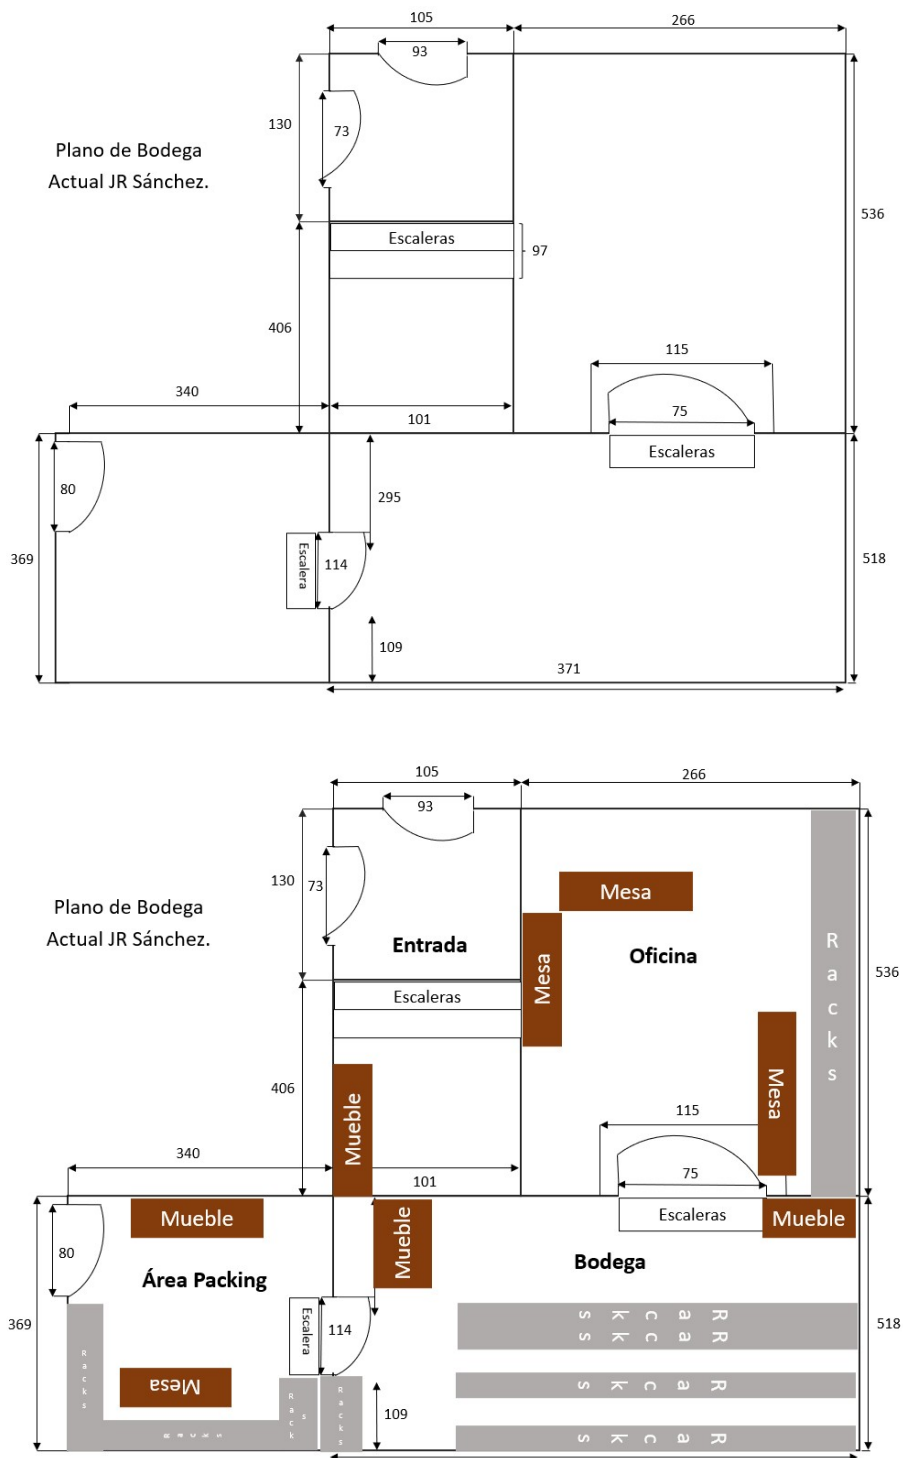 105
266
93
130
73
Plano de Bodega
Actual JR Sánchez.
536
Escaleras
97
406
115
340
101
75
Escaleras
80
295
369
Escalera
114
518
109
371
105
266
93
130
73
Mesa
Plano de Bodega
Actual JR Sánchez.
Entrada
Mesa
Oficina
Racks
536
Escaleras
406
Mueble
Mesa
115
340
101
75
Mueble
Mueble
Escaleras
Mueble
80
Área Packing
Bodega
369
Escalera
114
Racks
Racks
518
Racks
Mesa
Racks
Racks
Racks
109
Racks
Racks